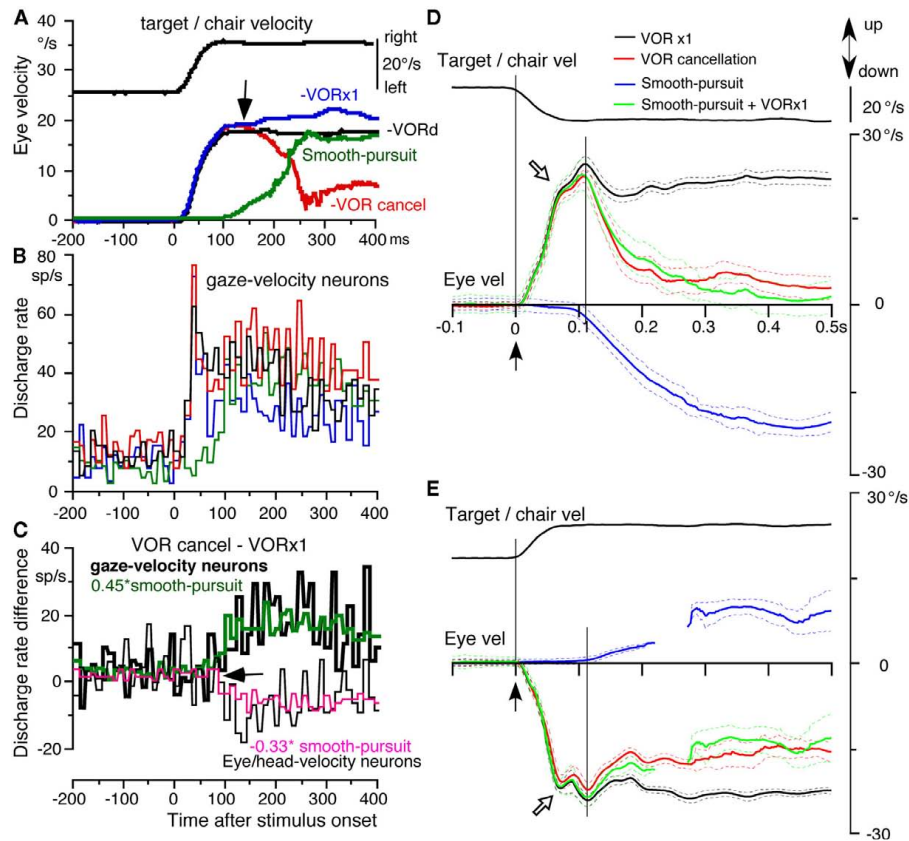 A
target / chair velocity
40
°/s
30
20
10
0
Eye velocity
right
20°/s
left
-VORx1
-VORd
Smooth-pursuit
-VOR cancel
-200 -100 0 100 200 300 400 ms
B
80
sp/s
60
40
20
0
Discharge rate
gaze-velocity neurons
-200 -100 0 100 200 300 400
C
VOR cancel - VORx1
40
sp/s
20
0
-20
Discharge rate difference
gaze-velocity neurons
0.45*smooth-pursuit
-0.33* smooth-pursuit
Eye/head-velocity neurons
-200 -100 0 100 200 300 400
Time after stimulus onset
D
VOR x1
VOR cancellation
Smooth-pursuit
Smooth-pursuit + VORx1
up
down
Target / chair vel
20 °/s
30 °/s
Eye vel
0
-0.1 0 0.1 0.2 0.3 0.4 0.5s
-30
E
30 °/s
Target / chair vel
Eye vel
0
-30